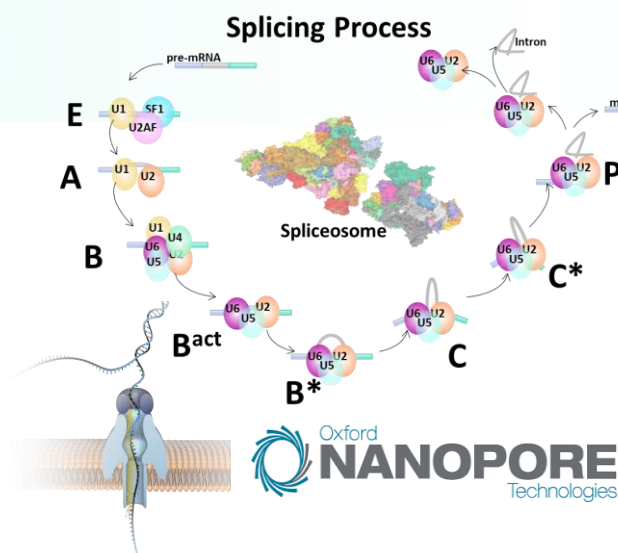 Splicing Process
pre-mRNA
E
U1
SF1
U2AF
A
U1
U2
B
U1
U6
U4
U5
U2
Bact
U6
U2
U5
B*
U6
U2
U5
C
U6
U2
U5
C*
U6
U2
U5
P
U6
U2
U5
m
U6
U2
U5
Intron
U6
U2
U5
Spliceosome
Oxford
NANOPORE
Technologies